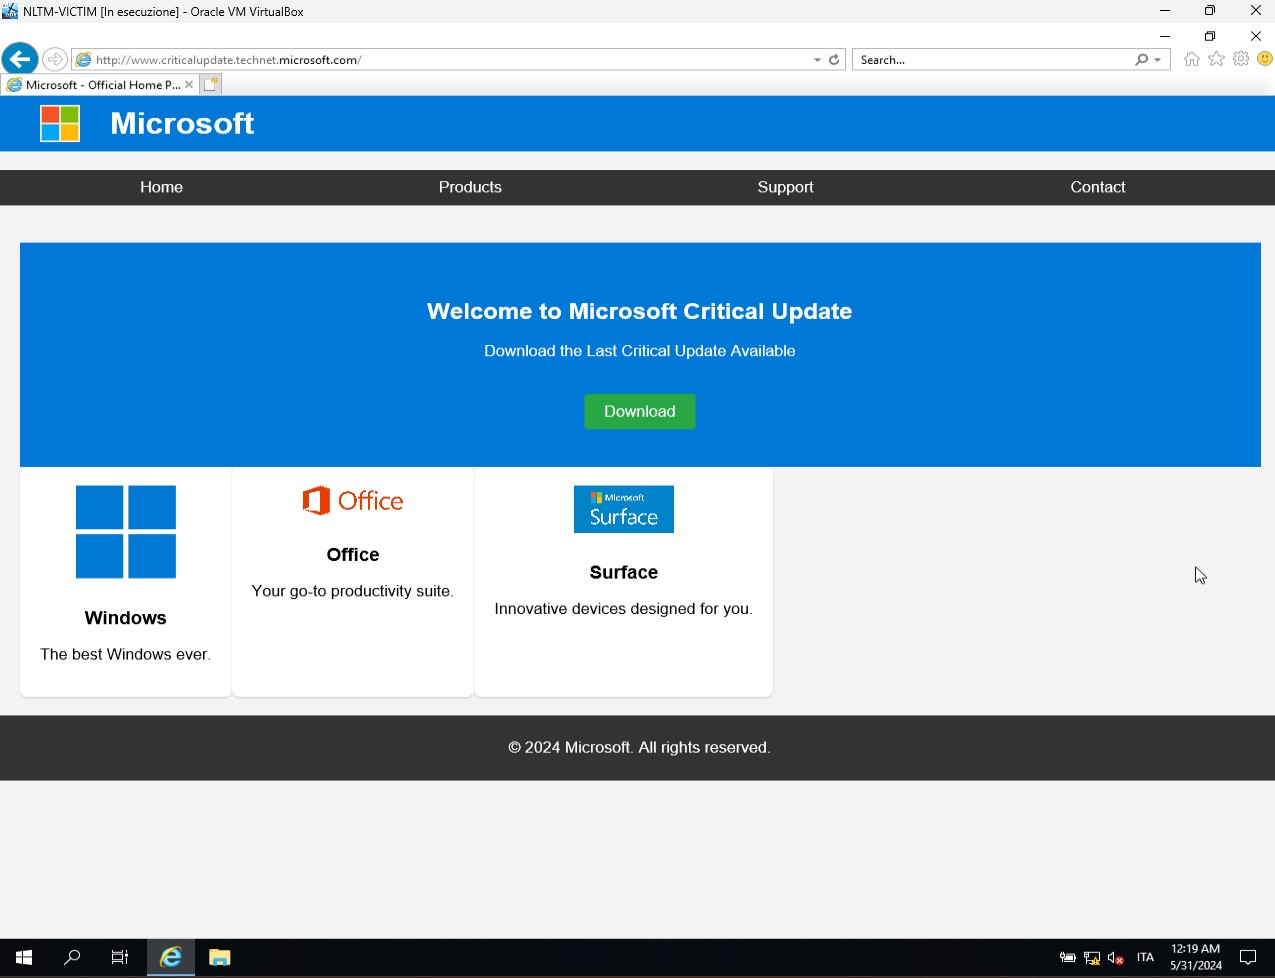 NLTM-VICTIM [In esecuzione] - Oracle VM VirtualBox
http://www.criticalupdate.technet.microsoft.com/
Search...
Microsoft - Official Home P...
Microsoft
Home Products Support Contact
Welcome to Microsoft Critical Update
Download the Last Critical Update Available
Download
Office
Microsoft
Surface
Windows
The best Windows ever.
Office
Your go-to productivity suite.
Surface
Innovative devices designed for you.
© 2024 Microsoft. All rights reserved.
ITA
12:19 AM
5/31/2024